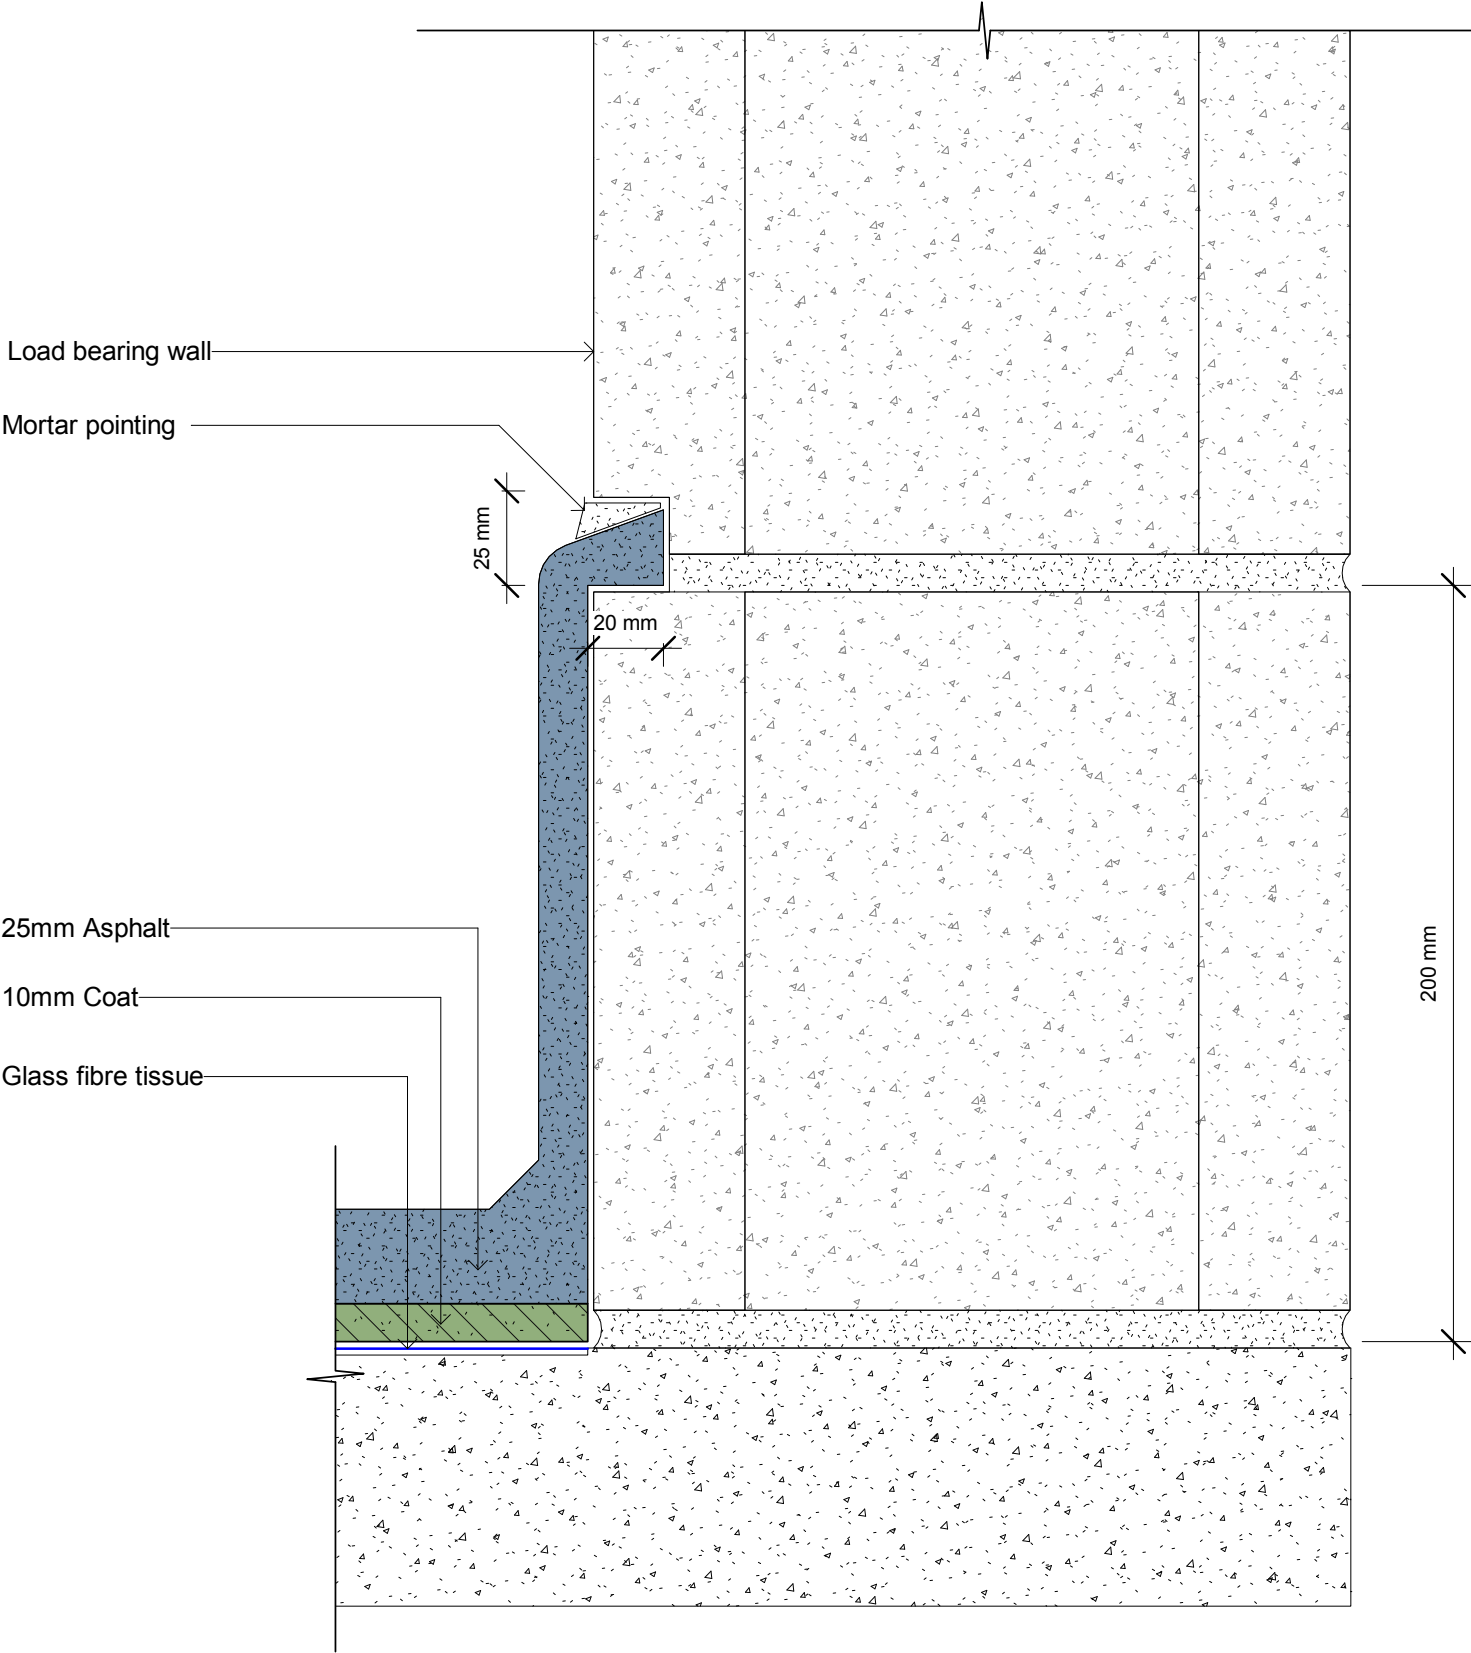 Load bearing wall
Mortar pointing
25 mm
20 mm
25mm Asphalt
200 mm
10mm Coat
Glass fibre tissue